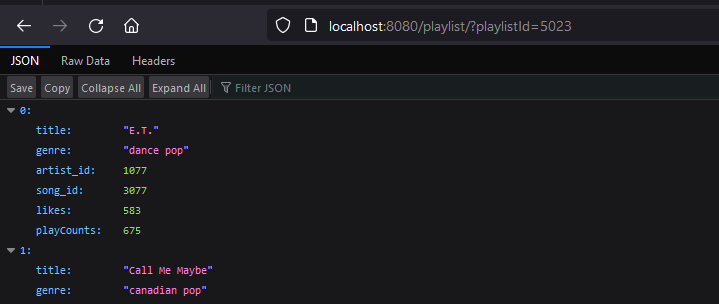 localhost:8080/playlist/?playlistId=5023
JSON Raw Data Headers
Save Copy Collapse All Expand All Filter JSON
0:
title: "E.T."
genre: "dance pop"
artist_id: 1077
song_id: 3077
likes: 583
playCounts: 675
1:
title: "Call Me Maybe"
genre: "canadian pop"